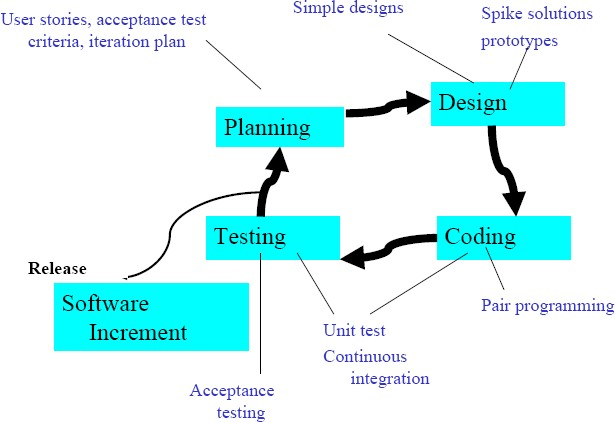 User stories, acceptance test
criteria, iteration plan
Simple designs
Spike solutions
prototypes
Planning
Design
Testing
Coding
Release
Software
Increment
Pair programming
Unit test
Continuous
integration
Acceptance
testing